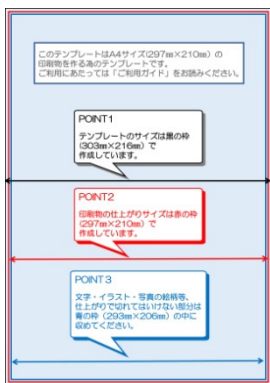 このテンプレートはA4サイズ(297㎜×210㎜)の
印刷物を作る為のテンプレートです。
ご利用にあたっては「ご利用ガイド」をお読みください。
POINT1
テンプレートのサイズは黒の枠
(303㎜×216㎜)で
作成しています。
POINT2
印刷物の仕上がりサイズは赤の枠
(297㎜×210㎜)で
作成しています。
POINT3
文字・イラスト・写真の絵柄等、
仕上がりで切れてはいけない部分は
青の枠(293㎜×206㎜)の中に
収めてください。